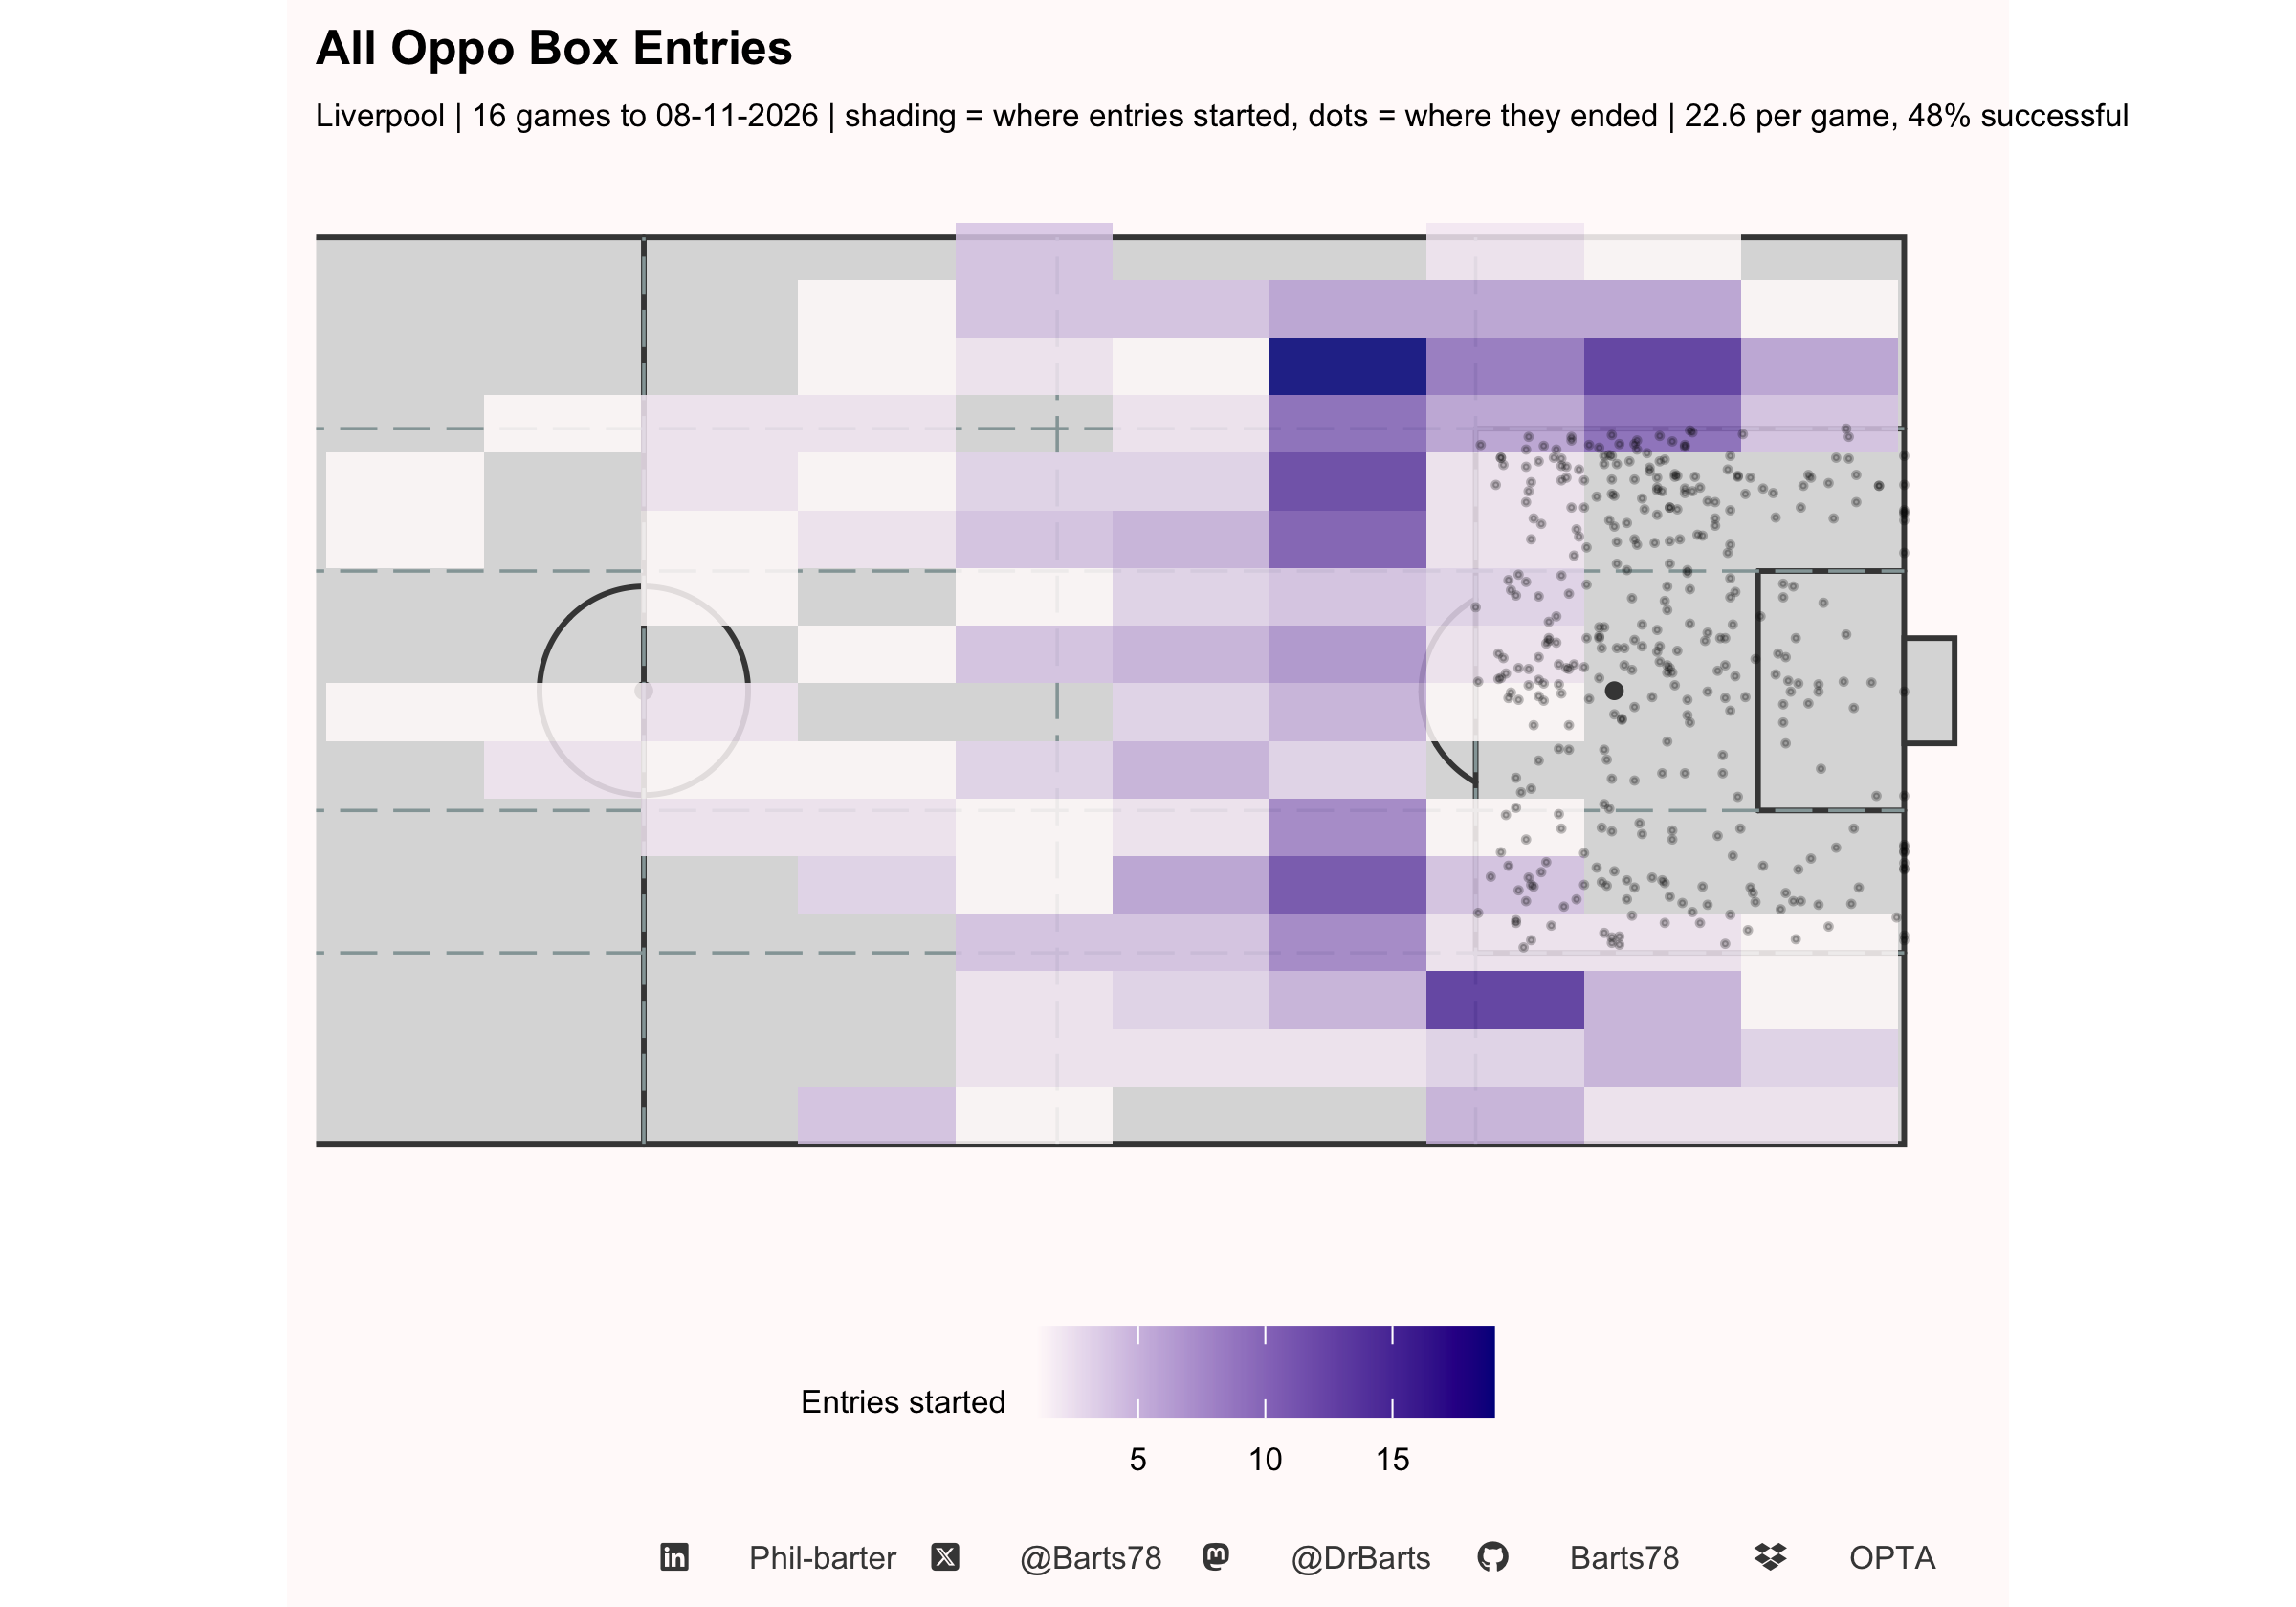 All Oppo Box Entries
Liverpool | 16 games to 08-11-2026 | shading = where entries started, dots = where they ended | 22.6 per game, 48% successful
Entries started
5 10 15
Phil-barter @Barts78 @DrBarts Barts78 OPTA